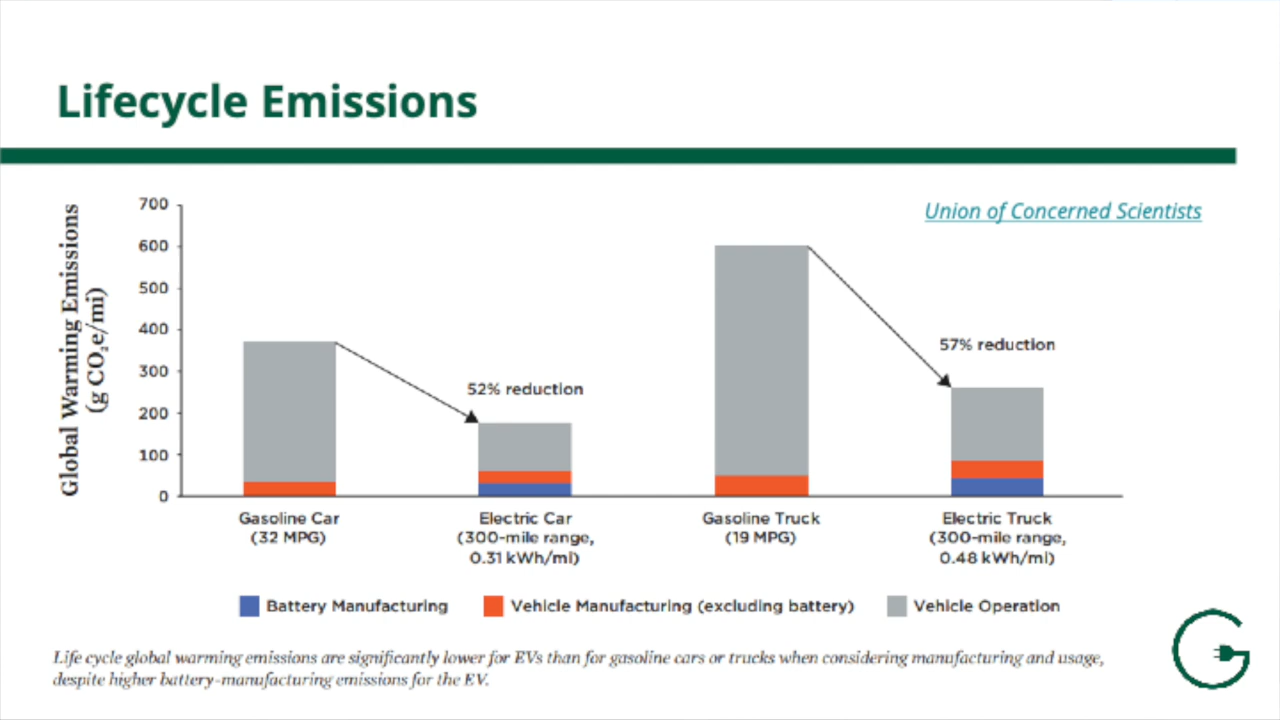 Lifecycle Emissions
Union of Concerned Scientists
Global Warming Emissions
(g CO₂e/mi)
700
600
500
400
300
200
100
0
52% reduction
57% reduction
Gasoline Car
(32 MPG)
Electric Car
(300-mile range,
0.31 kWh/mi)
Gasoline Truck
(19 MPG)
Electric Truck
(300-mile range,
0.48 kWh/mi)
Battery Manufacturing
Vehicle Manufacturing (excluding battery)
Vehicle Operation
Life cycle global warming emissions are significantly lower for EVs than for gasoline cars or trucks when considering manufacturing and usage,
despite higher battery-manufacturing emissions for the EV.